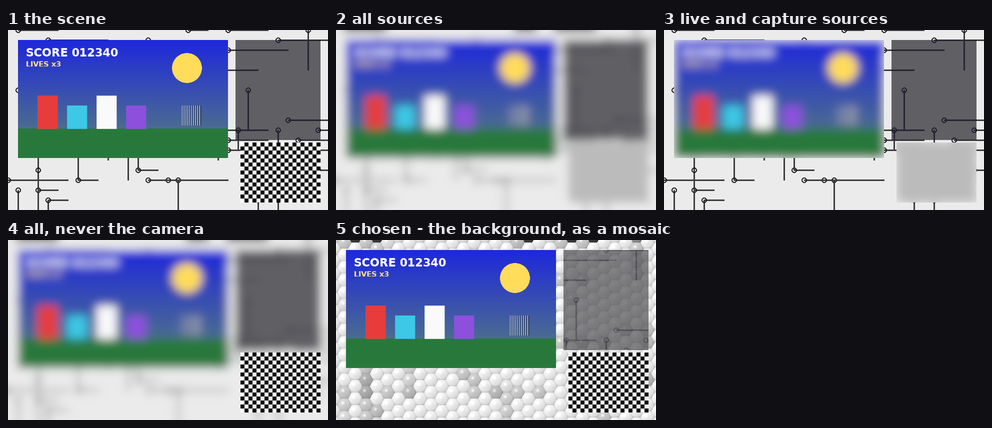 1 the scene
2 all sources
3 live and capture sources
SCORE 012340
LIVES x3
4 all, never the camera
5 chosen - the background, as a mosaic
SCORE 012340
LIVES x3